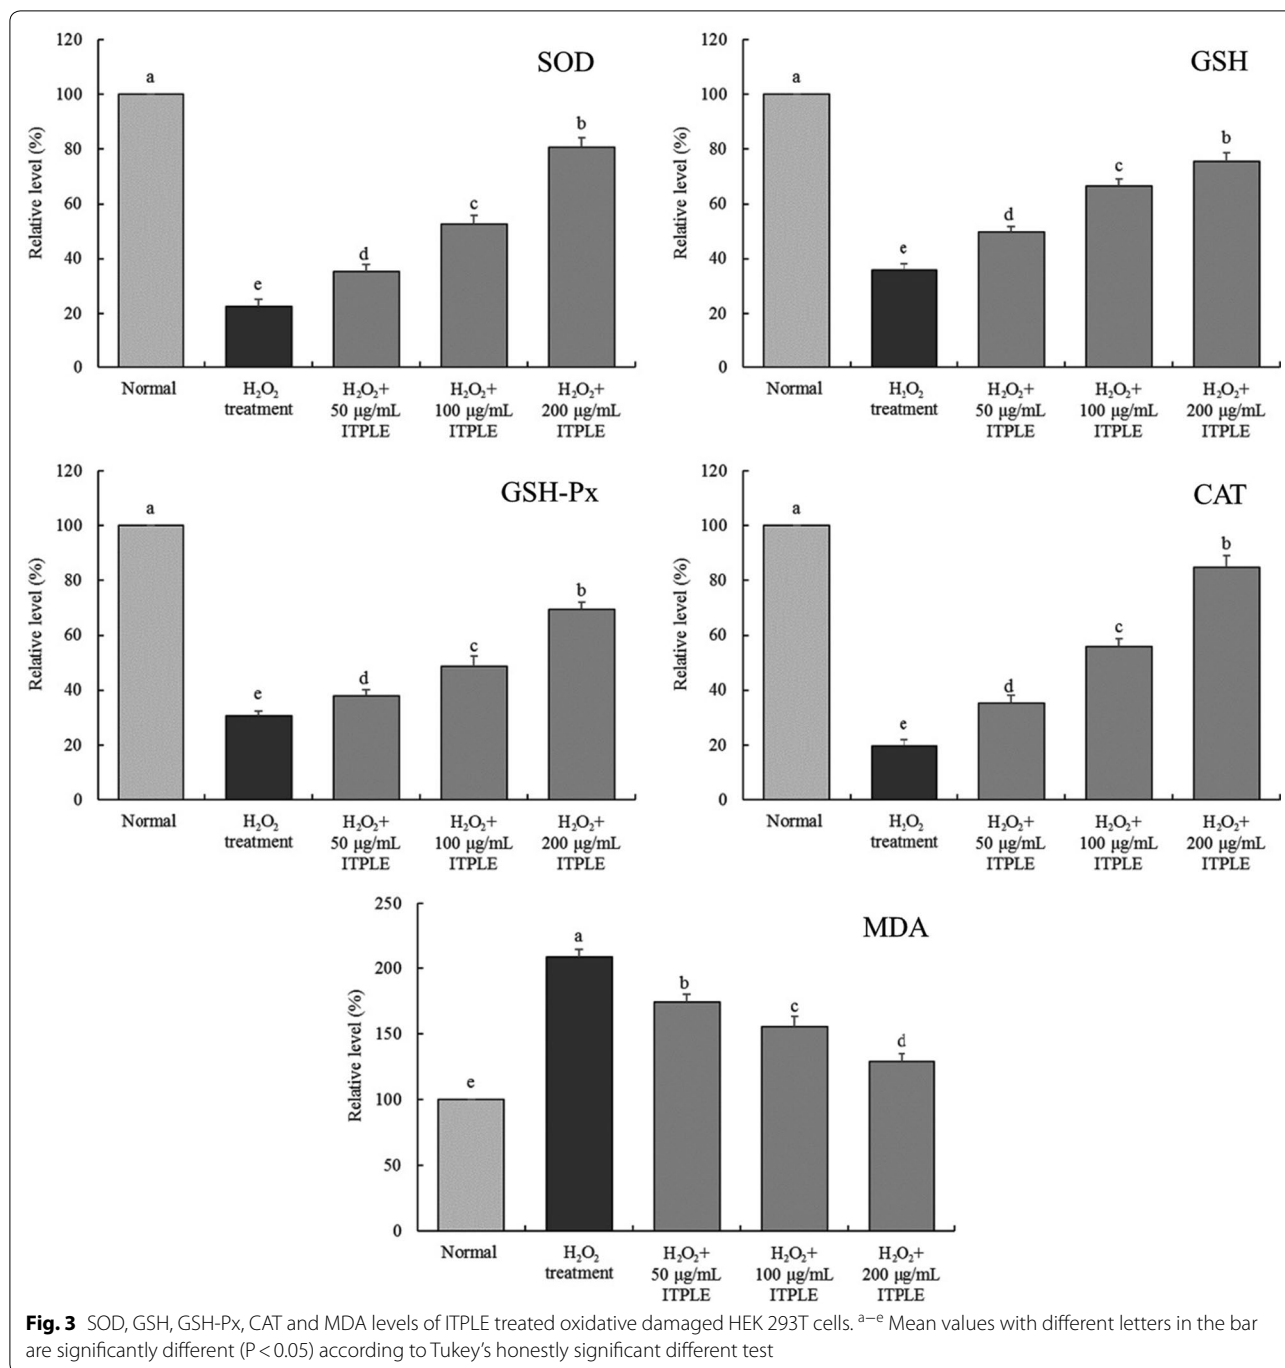 SOD
120
100
80
60
40
20
0
Relative level (%)
a
e
d
c
b
Normal
H₂O₂ treatment
H₂O₂+ 50 μg/mL ITPLE
H₂O₂+ 100 μg/mL ITPLE
H₂O₂+ 200 μg/mL ITPLE
GSH
120
100
80
60
40
20
0
Relative level (%)
a
e
d
c
b
Normal
H₂O₂ treatment
H₂O₂+ 50 μg/mL ITPLE
H₂O₂+ 100 μg/mL ITPLE
H₂O₂+ 200 μg/mL ITPLE
GSH-Px
120
100
80
60
40
20
0
Relative level (%)
a
e
d
c
b
Normal
H₂O₂ treatment
H₂O₂+ 50 μg/mL ITPLE
H₂O₂+ 100 μg/mL ITPLE
H₂O₂+ 200 μg/mL ITPLE
CAT
120
100
80
60
40
20
0
Relative level (%)
a
e
d
c
b
Normal
H₂O₂ treatment
H₂O₂+ 50 μg/mL ITPLE
H₂O₂+ 100 μg/mL ITPLE
H₂O₂+ 200 μg/mL ITPLE
MDA
250
200
150
100
50
0
Relative level (%)
e
a
b
c
d
Normal
H₂O₂ treatment
H₂O₂+ 50 μg/mL ITPLE
H₂O₂+ 100 μg/mL ITPLE
H₂O₂+ 200 μg/mL ITPLE
Fig. 3 SOD, GSH, GSH-Px, CAT and MDA levels of ITPLE treated oxidative damaged HEK 293T cells. ᵃ⁻ᵉ Mean values with different letters in the bar
are significantly different (P < 0.05) according to Tukey's honestly significant different test